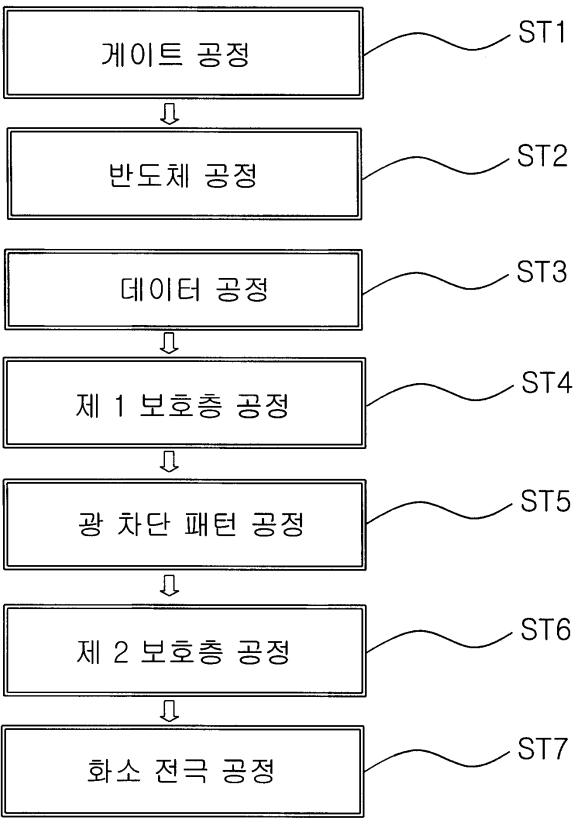 게이트 공정
ST1
반도체 공정
ST2
데이터 공정
ST3
제 1 보호층 공정
ST4
광 차단 패턴 공정
ST5
제 2 보호층 공정
ST6
화소 전극 공정
ST7